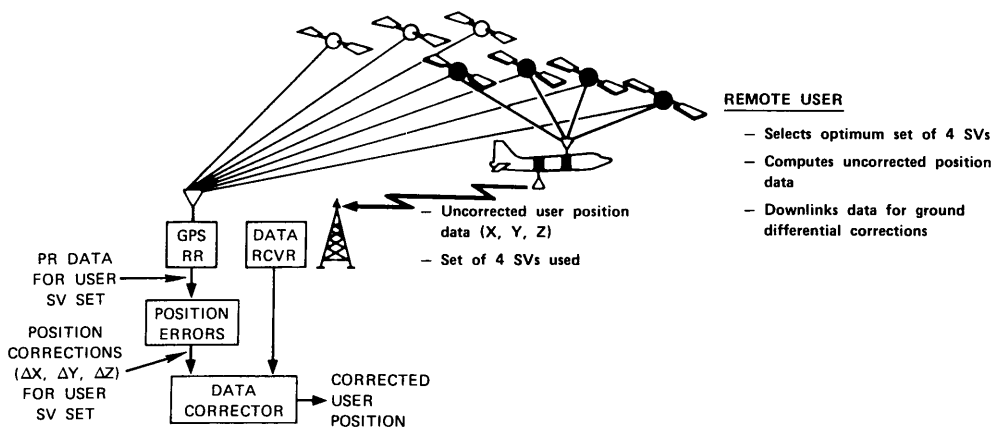 REMOTE USER
– Selects optimum set of 4 SVs
– Computes uncorrected position
data
– Downlinks data for ground
differential corrections
– Uncorrected user position
data (X, Y, Z)
– Set of 4 SVs used
GPS
RR
DATA
RCVR
PR DATA
FOR USER
SV SET
POSITION
ERRORS
POSITION
CORRECTIONS
(ΔX, ΔY, ΔZ)
FOR USER
SV SET
DATA
CORRECTOR
CORRECTED
USER
POSITION